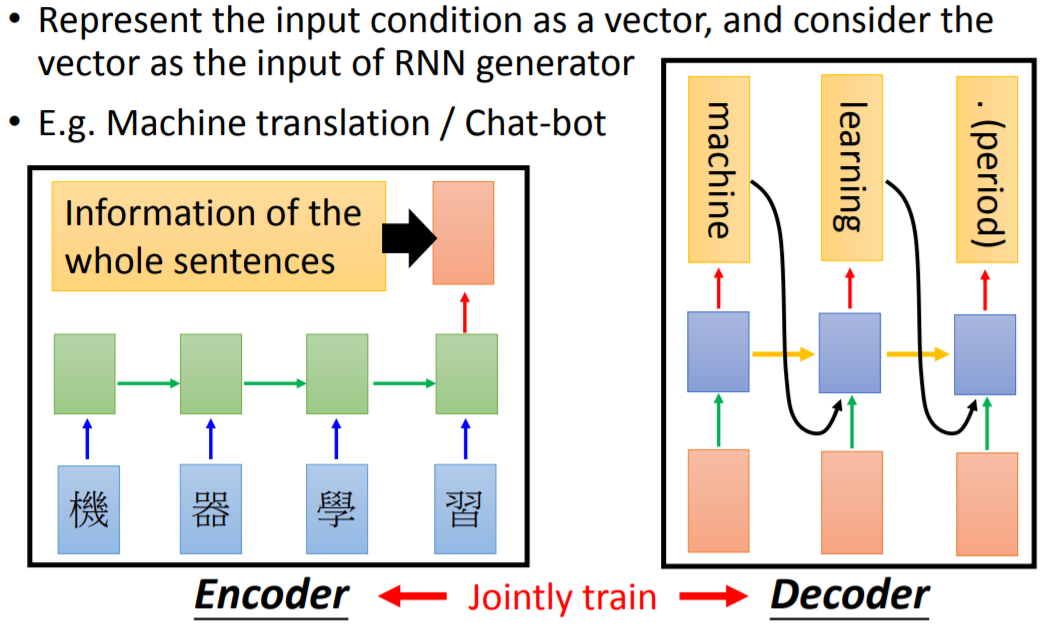 • Represent the input condition as a vector, and consider the
vector as the input of RNN generator
• E.g. Machine translation / Chat-bot
Information of the
whole sentences
機 器 學 習
machine
learning
. (period)
Encoder
Jointly train
Decoder